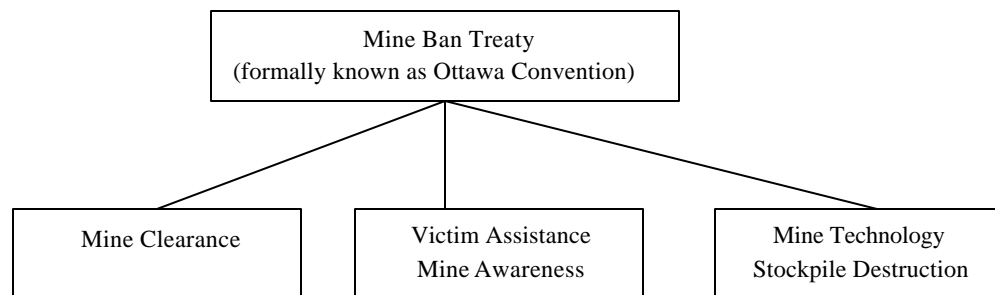 Mine Ban Treaty
(formally known as Ottawa Convention)
Mine Clearance
Victim Assistance
Mine Awareness
Mine Technology
Stockpile Destruction